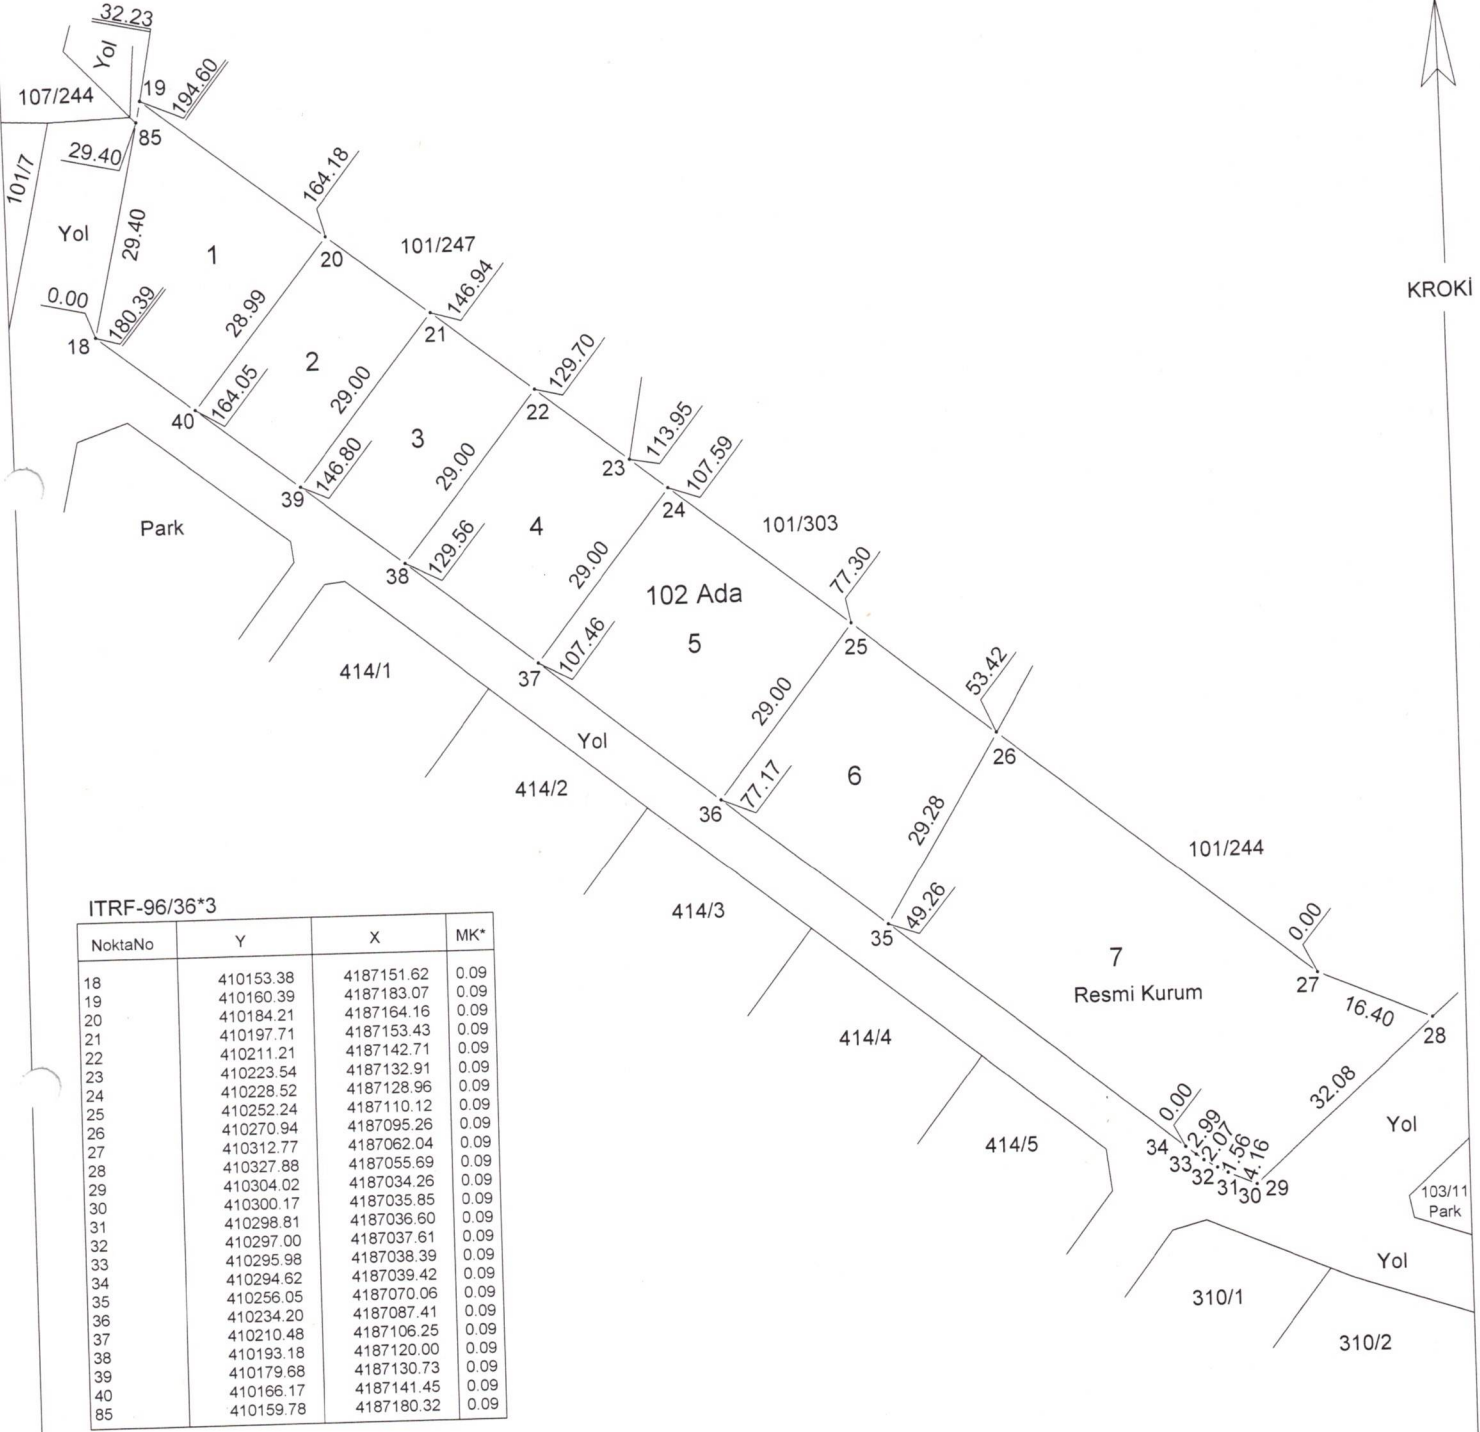 32.23
Yol
107/244
19
194.60
85
29.40
101/7
Yol
29.40
1
0.00
180.39
18
164.18
20
101/247
28.99
146.94
21
2
164.05
40
29.00
129.70
22
3
146.80
39
29.00
113.95
23
107.59
24
4
129.56
38
29.00
101/303
77.30
25
102 Ada
5
107.46
37
29.00
53.42
26
6
77.17
36
29.28
101/244
49.26
35
0.00
27
7
Resmi Kurum
16.40
28
32.08
0.00
34
2.99
33
2.07
32
1.56
31
4.16
30
29
Yol
103/11
Park
Yol
310/1
310/2
Park
414/1
Yol
414/2
414/3
414/4
414/5
KROKİ
ITRF-96/36*3
NoktaNo Y X MK*
18 410153.38 4187151.62 0.09
19 410160.39 4187183.07 0.09
20 410184.21 4187164.16 0.09
21 410197.71 4187153.43 0.09
22 410211.21 4187142.71 0.09
23 410223.54 4187132.91 0.09
24 410228.52 4187128.96 0.09
25 410252.24 4187110.12 0.09
26 410270.94 4187095.26 0.09
27 410312.77 4187062.04 0.09
28 410327.88 4187055.69 0.09
29 410304.02 4187034.26 0.09
30 410300.17 4187035.85 0.09
31 410298.81 4187036.60 0.09
32 410297.00 4187037.61 0.09
33 410295.98 4187038.39 0.09
34 410294.62 4187039.42 0.09
35 410256.05 4187070.06 0.09
36 410234.20 4187087.41 0.09
37 410210.48 4187106.25 0.09
38 410193.18 4187120.00 0.09
39 410179.68 4187130.73 0.09
40 410166.17 4187141.45 0.09
85 410159.78 4187180.32 0.09